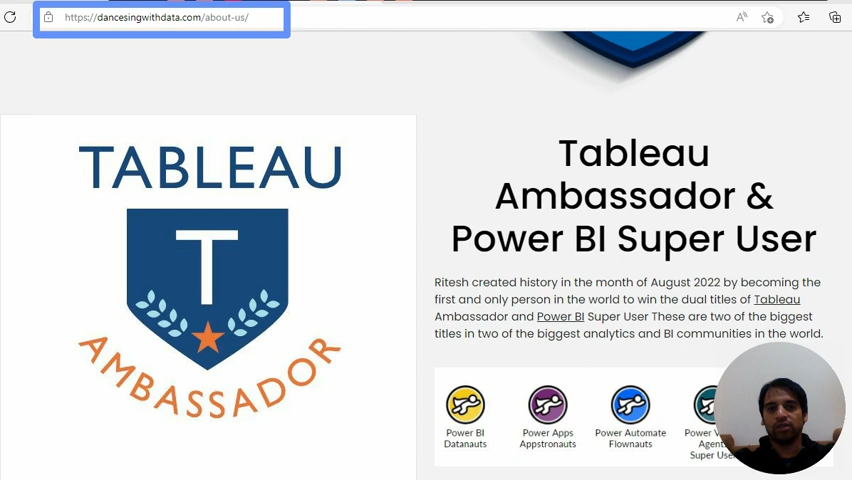 https://dancesingwithdata.com/about-us/
TABLEAU
T
AMBASSADOR
Tableau
Ambassador &
Power BI Super User
Ritesh created history in the month of August 2022 by becoming the
first and only person in the world to win the dual titles of Tableau
Ambassador and Power BI Super User These are two of the biggest
titles in two of the biggest analytics and BI communities in the world.
Power BI
Datanauts
Power Apps
Appstronauts
Power Automate
Flownauts
Power
Agents
Super